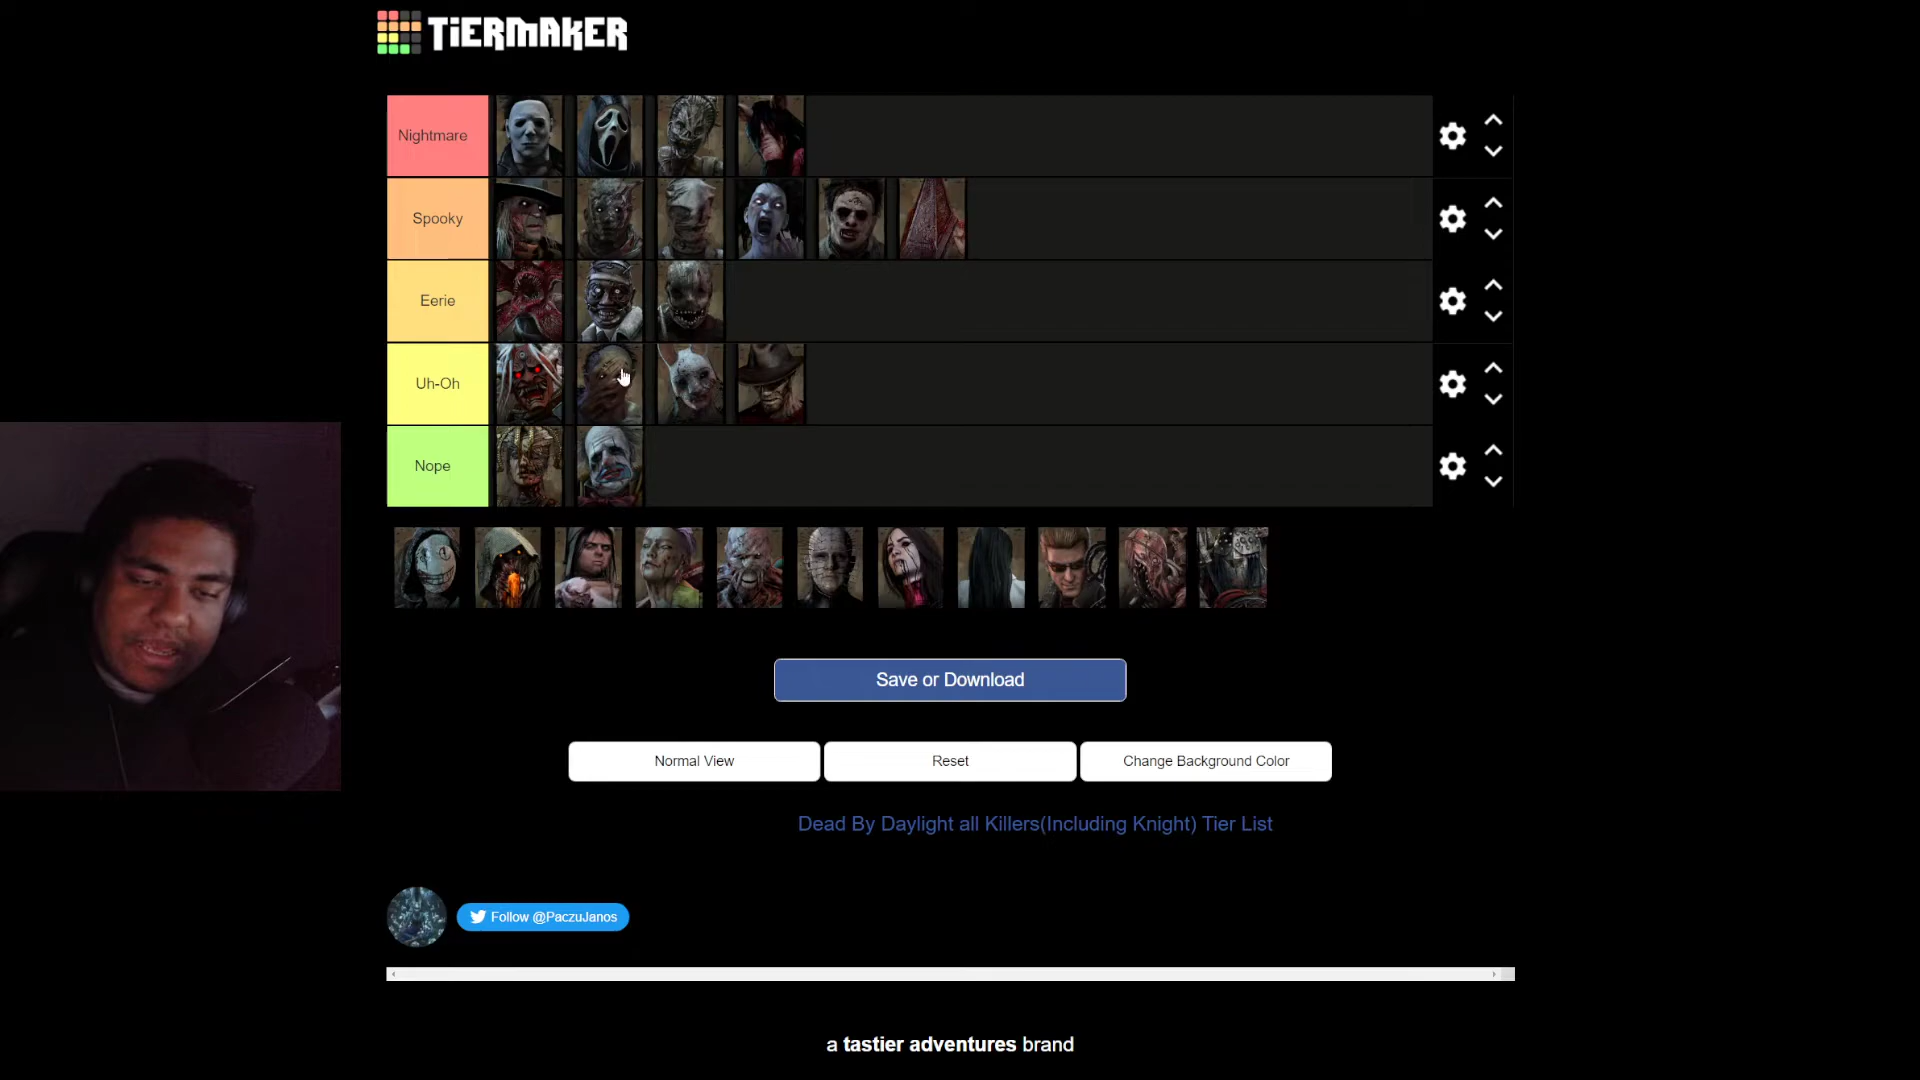 TiERMAKER
Nightmare
Spooky
Eerie
Uh-Oh
Nope
Save or Download
Normal View
Reset
Change Background Color
Dead By Daylight all Killers(Including Knight) Tier List
Follow @PaczuJanos
a tastier adventures brand